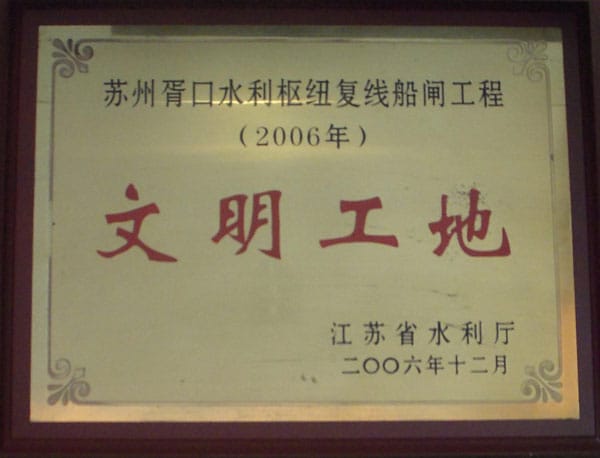 苏州胥口水利枢纽复线船闸工程
（2006年）
文明工地
江苏省水利厅
二〇〇六年十二月